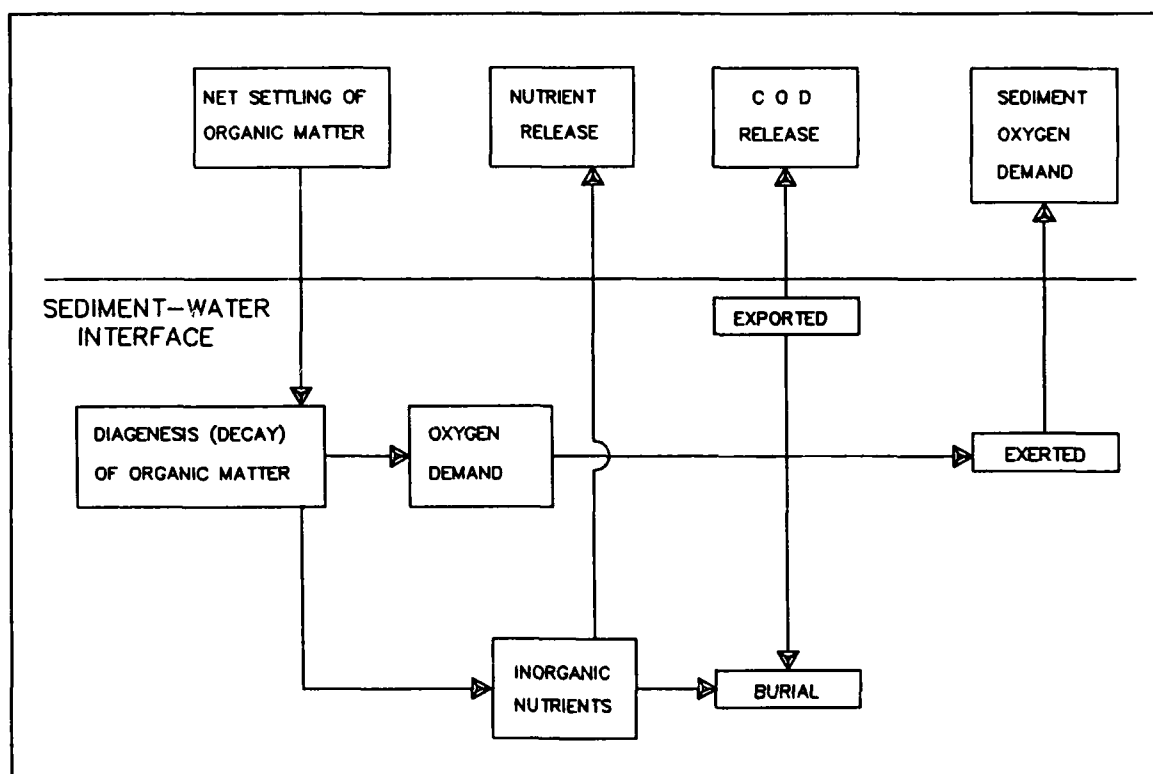 NET SETTLING OF
ORGANIC MATTER
NUTRIENT
RELEASE
C O D
RELEASE
SEDIMENT
OXYGEN
DEMAND
SEDIMENT-WATER
INTERFACE
EXPORTED
DIAGENESIS (DECAY)
OF ORGANIC MATTER
OXYGEN
DEMAND
EXERTED
INORGANIC
NUTRIENTS
BURIAL